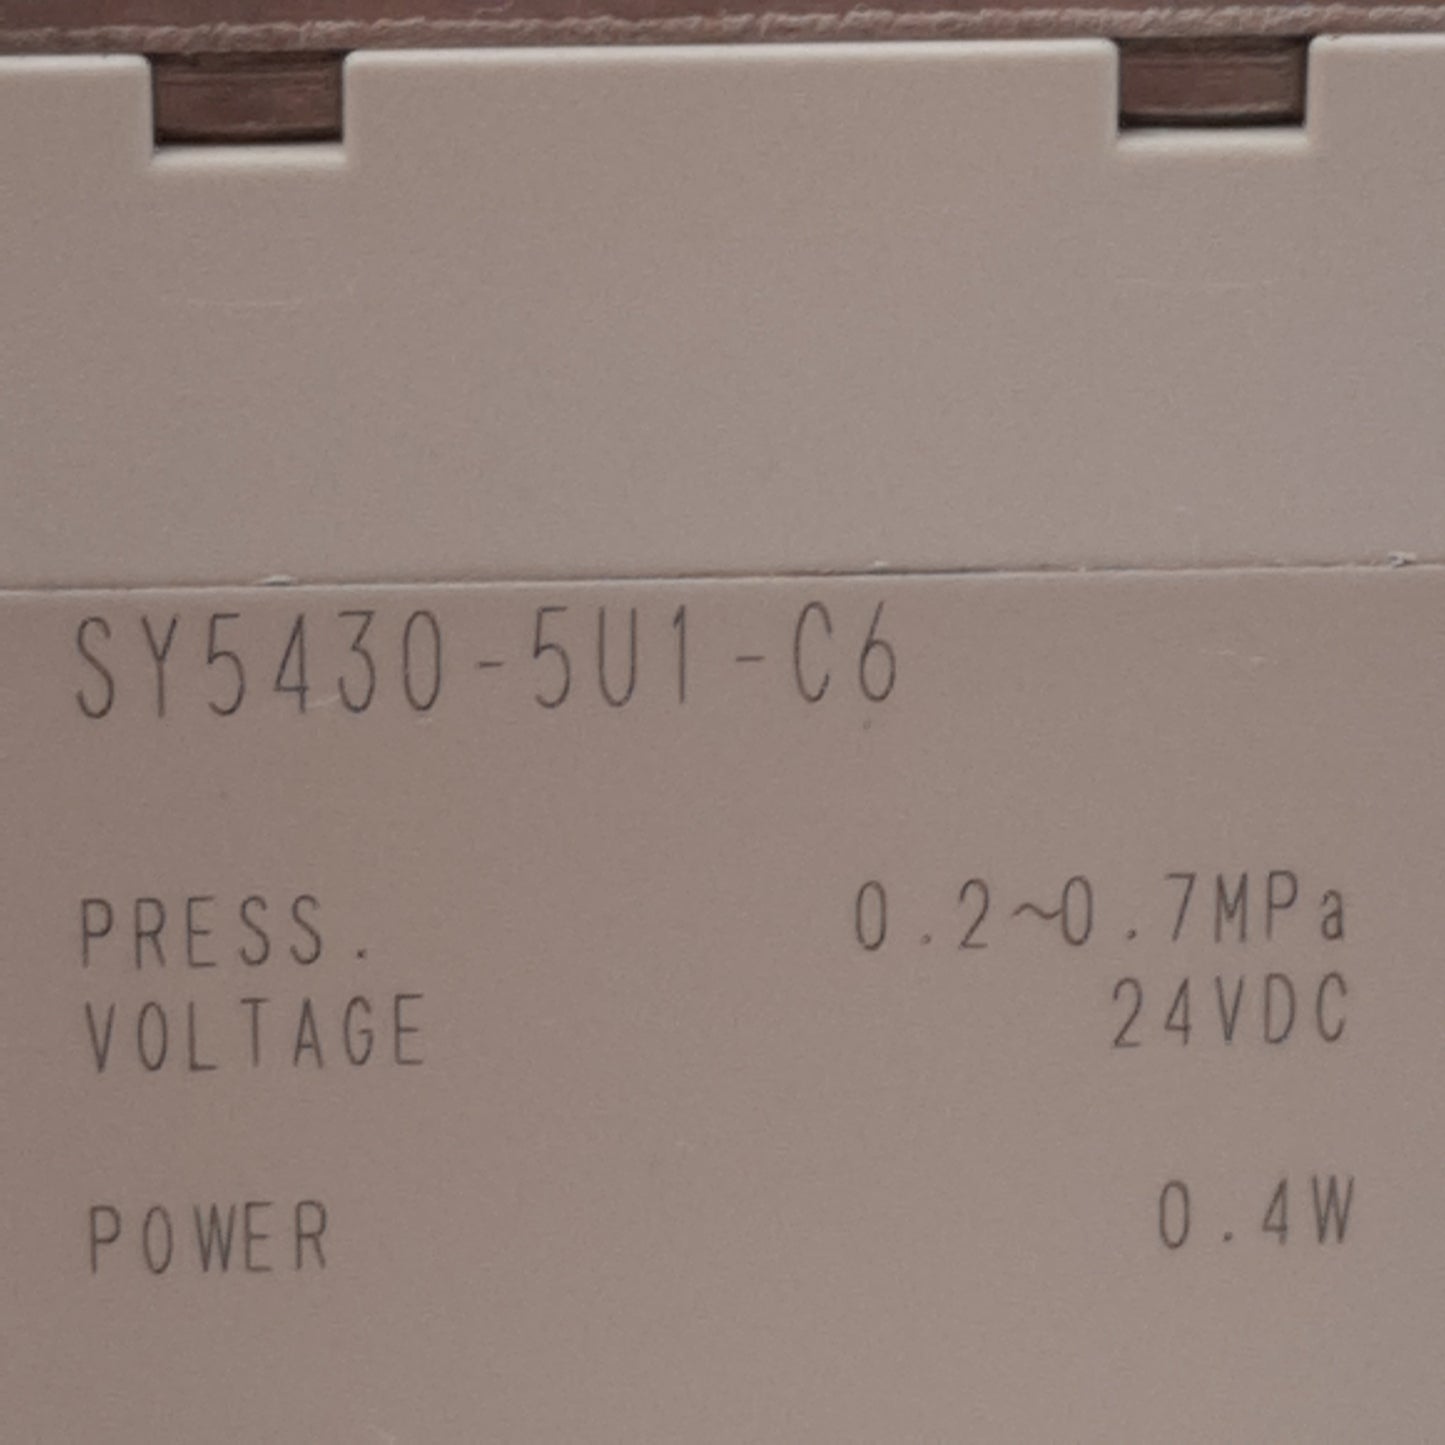 SY5430-5U1-C6
PRESS. 0.2~0.7MPa
VOLTAGE 24VDC
POWER 0.4W